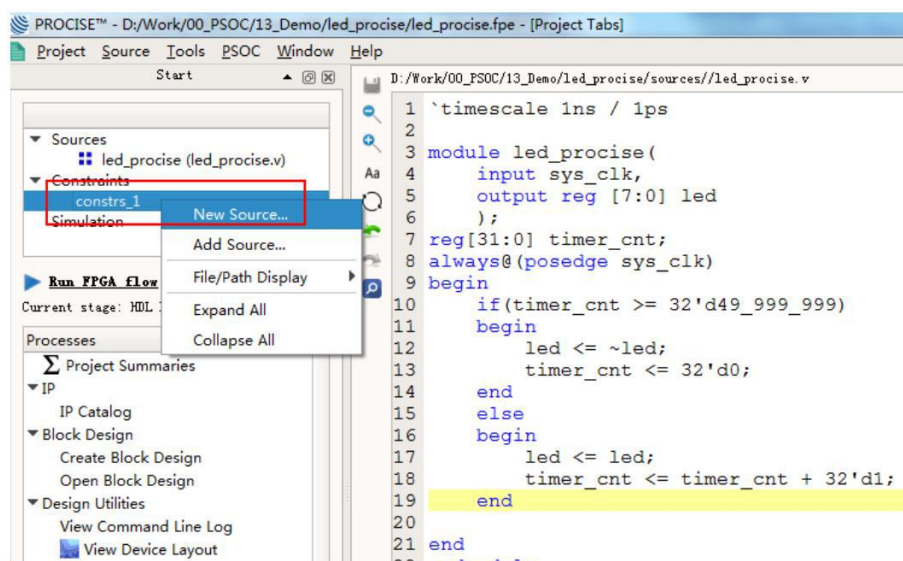 PROCISE™ - D:/Work/00_PSOC/13_Demo/led_procise/led_procise.fpe - [Project Tabs]
Project Source Tools PSOC Window Help
Start
Sources
led_procise (led_procise.v)
Constraints
constrs_1
Simulation
New Source...
Add Source...
File/Path Display
Expand All
Collapse All
Run FPGA flow
Current stage: HDL
Processes
Project Summaries
IP
IP Catalog
Block Design
Create Block Design
Open Block Design
Design Utilities
View Command Line Log
View Device Layout
D:/Work/00_PSOC/13_Demo/led_procise/sources//led_procise.v
Aa
1 `timescale 1ns / 1ps
2
3 module led_procise(
4 input sys_clk,
5 output reg [7:0] led
6 );
7 reg[31:0] timer_cnt;
8 always@(posedge sys_clk)
9 begin
10 if(timer_cnt >= 32'd49_999_999)
11 begin
12 led <= ~led;
13 timer_cnt <= 32'd0;
14 end
15 else
16 begin
17 led <= led;
18 timer_cnt <= timer_cnt + 32'd1;
19 end
20
21 end